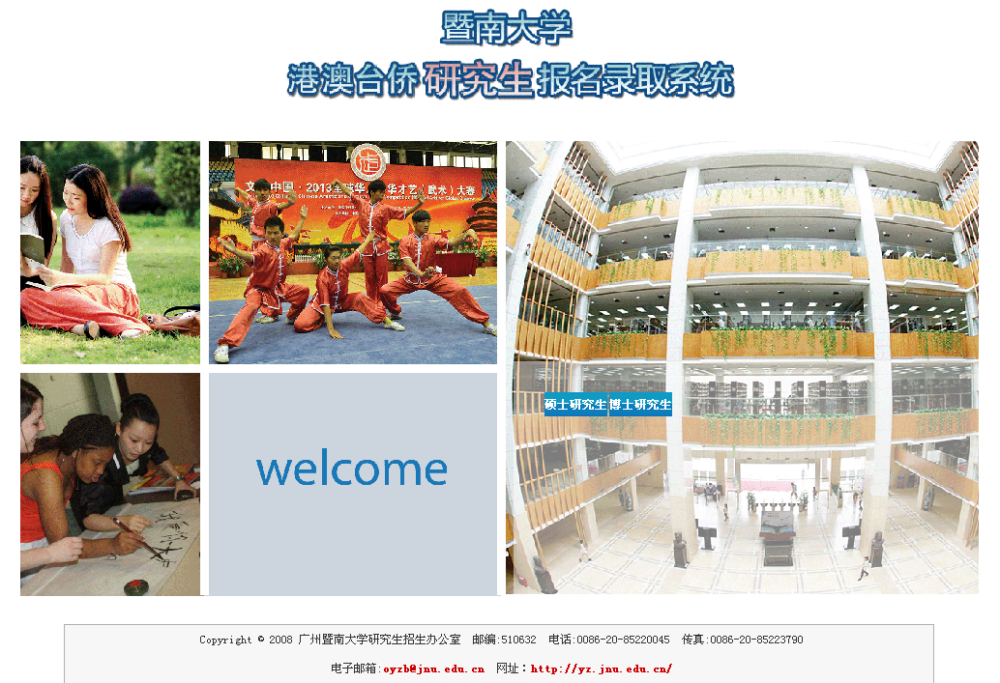 暨南大学
港澳台侨研究生报名录取系统
中国·2013全球华 华才艺（武术）大赛
welcome
硕士研究生 博士研究生
Copyright © 2008 广州暨南大学研究生招生办公室 邮编:510632 电话:0086-20-85220045 传真:0086-20-85223790
电子邮箱:oyzb@jnu.edu.cn 网址：http://yz.jnu.edu.cn/